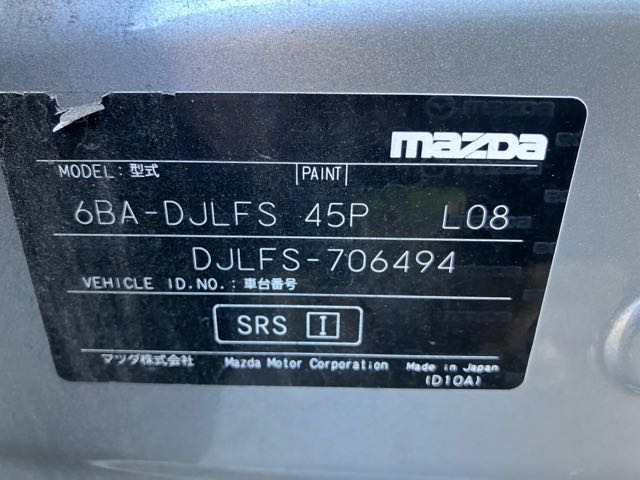 mazda
MODEL:型式 |PAINT|
6BA-DJLFS 45P L08
DJLFS-706494
VEHICLE ID.NO.:車台番号
SRS I
マツダ株式会社 Mazda Motor Corporation Made in Japan
(D10A)